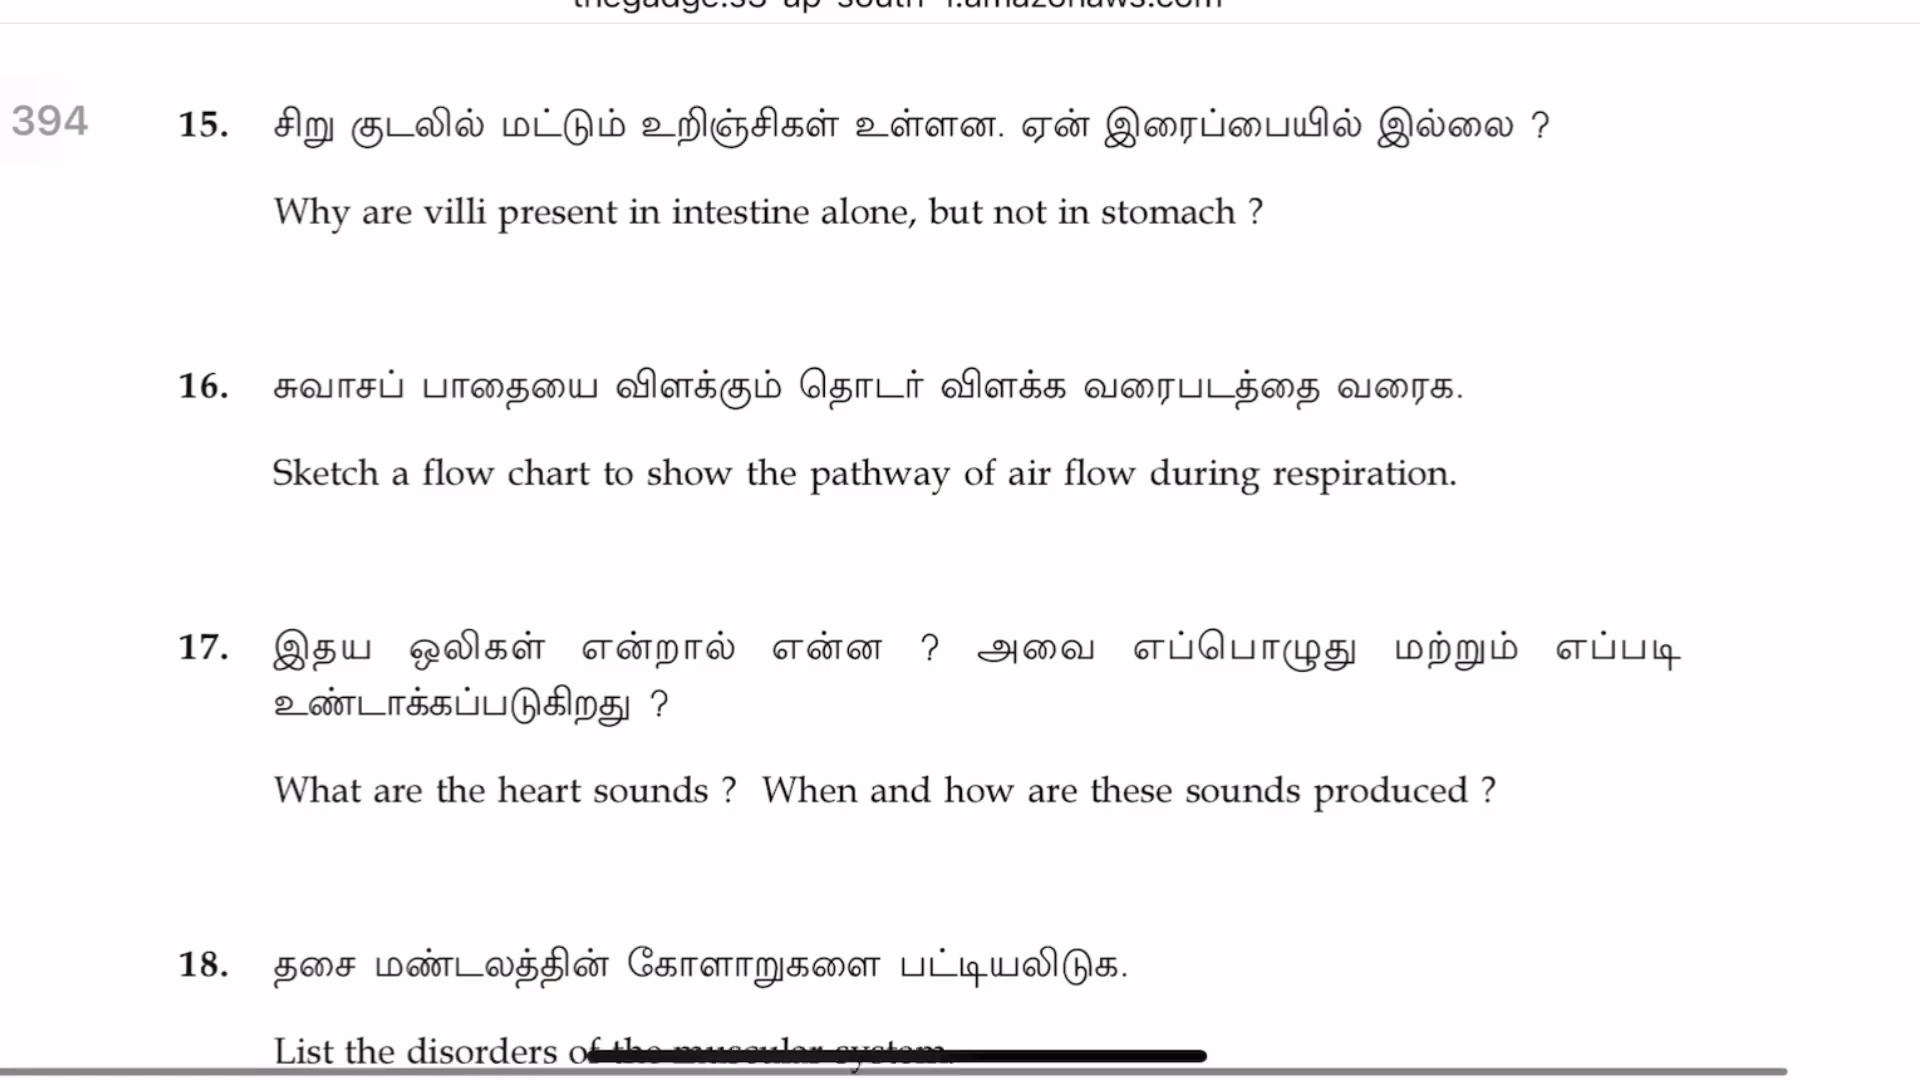 394
15. சிறு குடலில் மட்டும் உறிஞ்சிகள் உள்ளன. ஏன் இரைப்பையில் இல்லை ?
Why are villi present in intestine alone, but not in stomach ?
16. சுவாசப் பாதையை விளக்கும் தொடர் விளக்க வரைபடத்தை வரைக.
Sketch a flow chart to show the pathway of air flow during respiration.
17. இதய ஒலிகள் என்றால் என்ன ? அவை எப்பொழுது மற்றும் எப்படி
உண்டாக்கப்படுகிறது ?
What are the heart sounds ? When and how are these sounds produced ?
18. தசை மண்டலத்தின் கோளாறுகளை பட்டியலிடுக.
List the disorders of the muscular system.